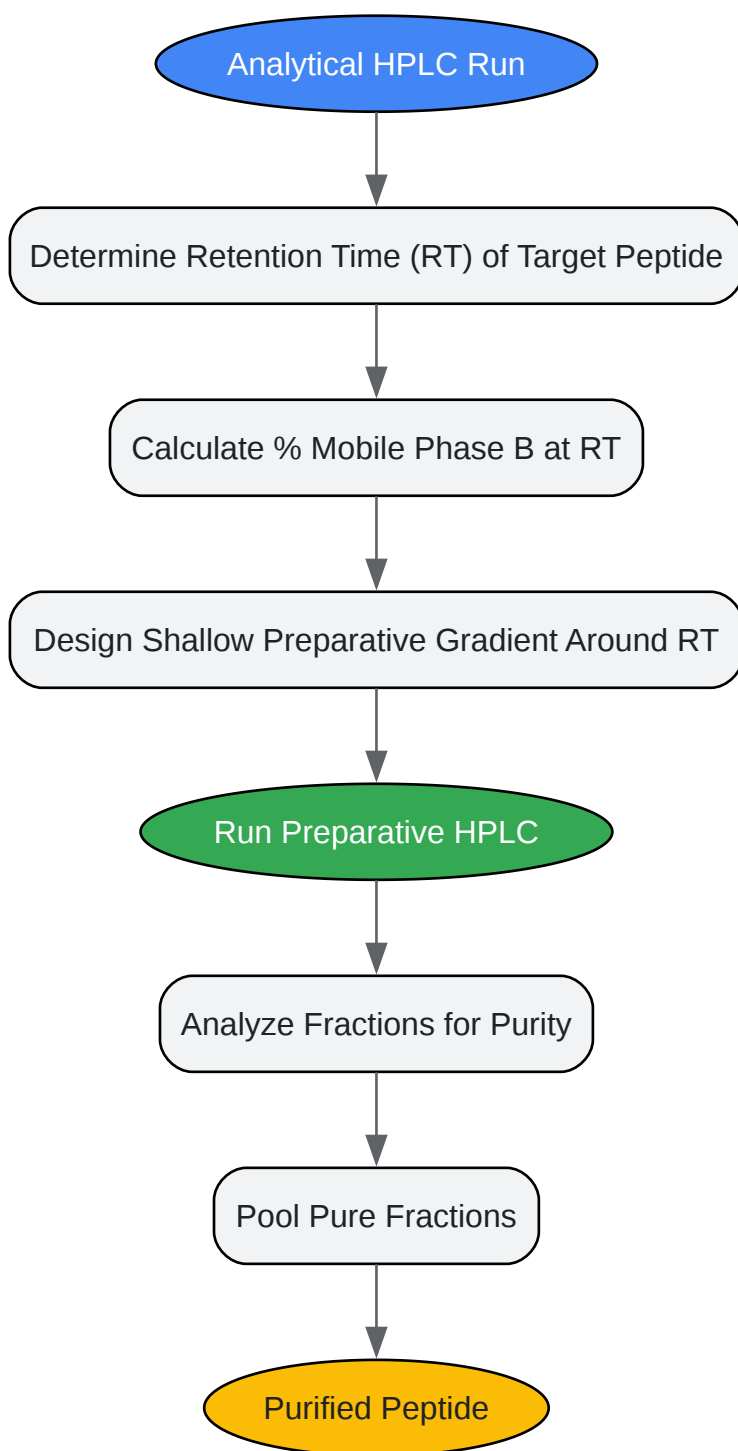 Analytical HPLC Run
Determine Retention Time (RT) of Target Peptide
Calculate % Mobile Phase B at RT
Design Shallow Preparative Gradient Around RT
Run Preparative HPLC
Analyze Fractions for Purity
Pool Pure Fractions
Purified Peptide